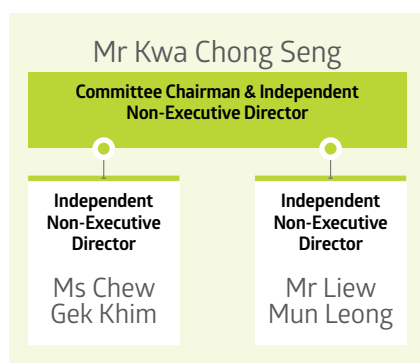 Mr Kwa Chong Seng
Committee Chairman & Independent
Non-Executive Director
Independent
Non-Executive
Director
Ms Chew
Gek Khim
Independent
Non-Executive
Director
Mr Liew
Mun Leong